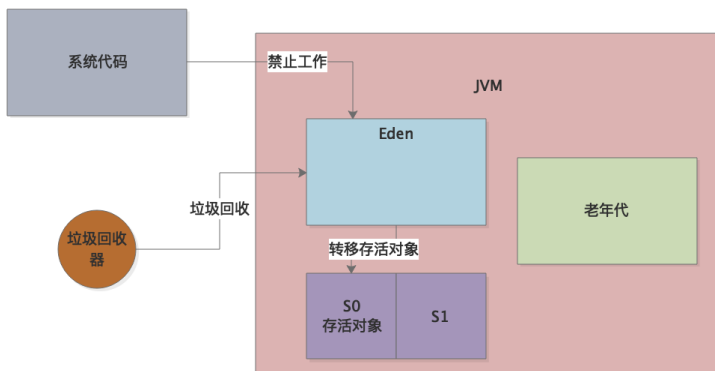 系统代码
禁止工作
JVM
Eden
老年代
垃圾回收
垃圾回收
器
转移存活对象
S0
存活对象
S1